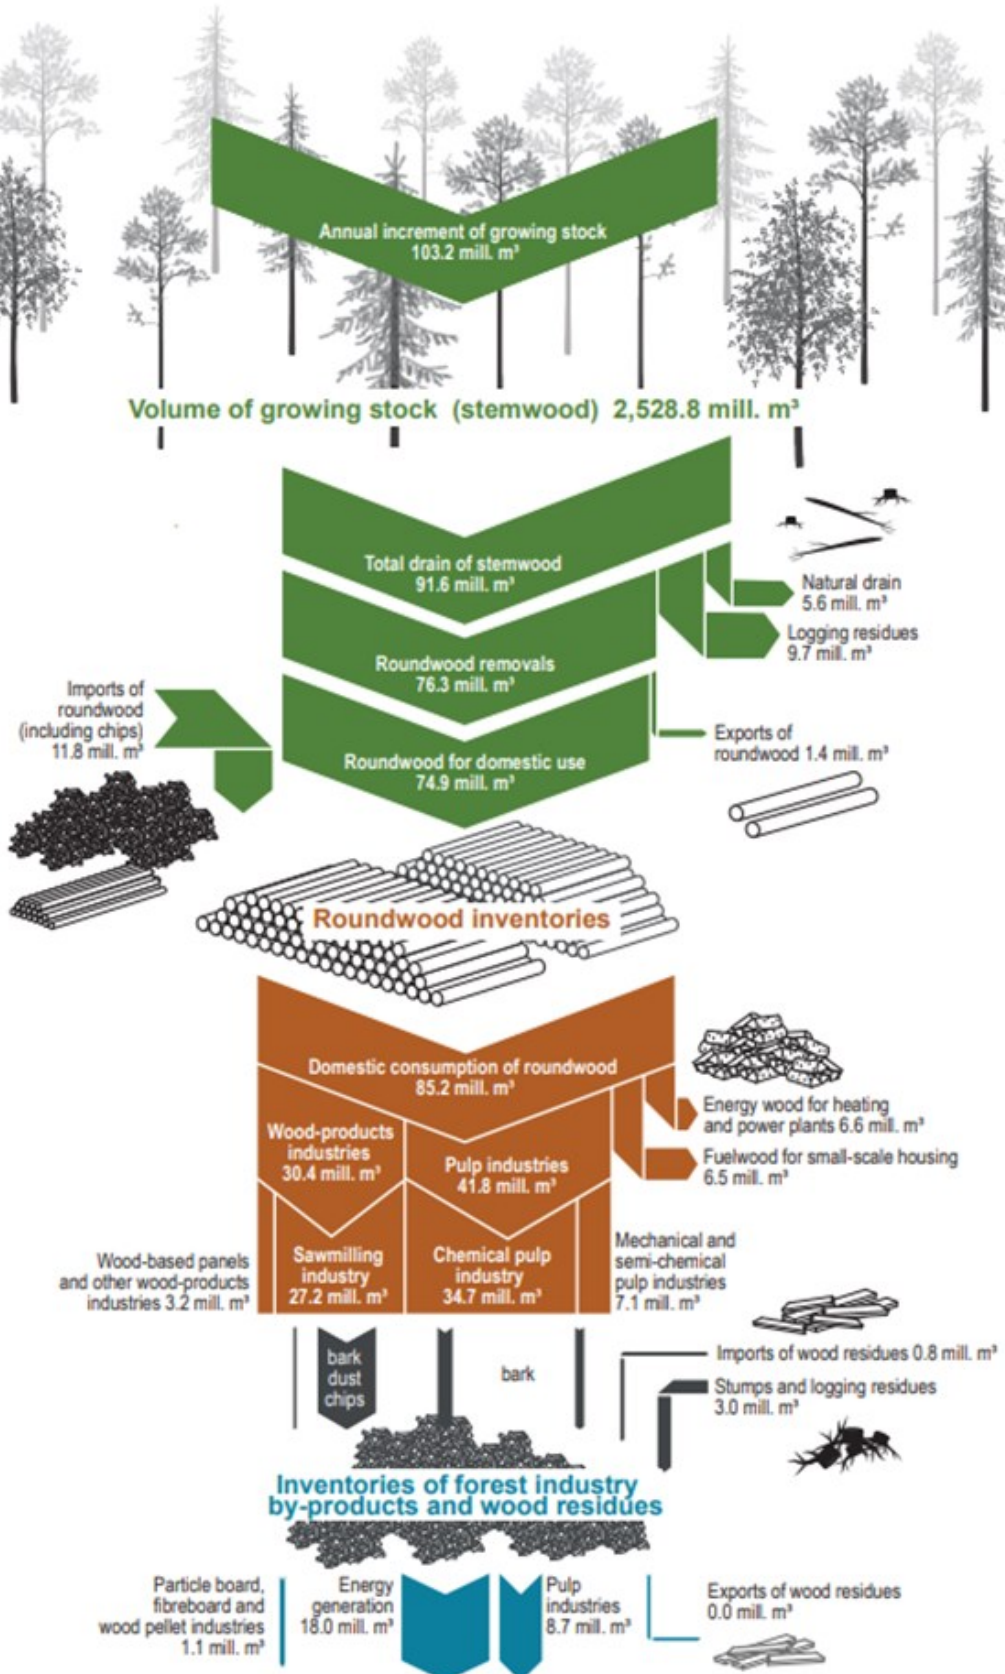 Annual increment of growing stock
103.2 mill. m³
Volume of growing stock (stemwood) 2,528.8 mill. m³
Total drain of stemwood
91.6 mill. m³
Natural drain
5.6 mill. m³
Logging residues
9.7 mill. m³
Roundwood removals
76.3 mill. m³
Imports of
roundwood
(including chips)
11.8 mill. m³
Exports of
roundwood 1.4 mill. m³
Roundwood for domestic use
74.9 mill. m³
Roundwood inventories
Domestic consumption of roundwood
85.2 mill. m³
Energy wood for heating
and power plants 6.6 mill. m³
Fuelwood for small-scale housing
6.5 mill. m³
Wood-products
industries
30.4 mill. m³
Pulp industries
41.8 mill. m³
Wood-based panels
and other wood-products
industries 3.2 mill. m³
Sawmilling
industry
27.2 mill. m³
Chemical pulp
industry
34.7 mill. m³
Mechanical and
semi-chemical
pulp industries
7.1 mill. m³
bark
dust
chips
bark
Imports of wood residues 0.8 mill. m³
Stumps and logging residues
3.0 mill. m³
Inventories of forest industry
by-products and wood residues
Particle board,
fibreboard and
wood pellet industries
1.1 mill. m³
Energy
generation
18.0 mill. m³
Pulp
industries
8.7 mill. m³
Exports of wood residues
0.0 mill. m³